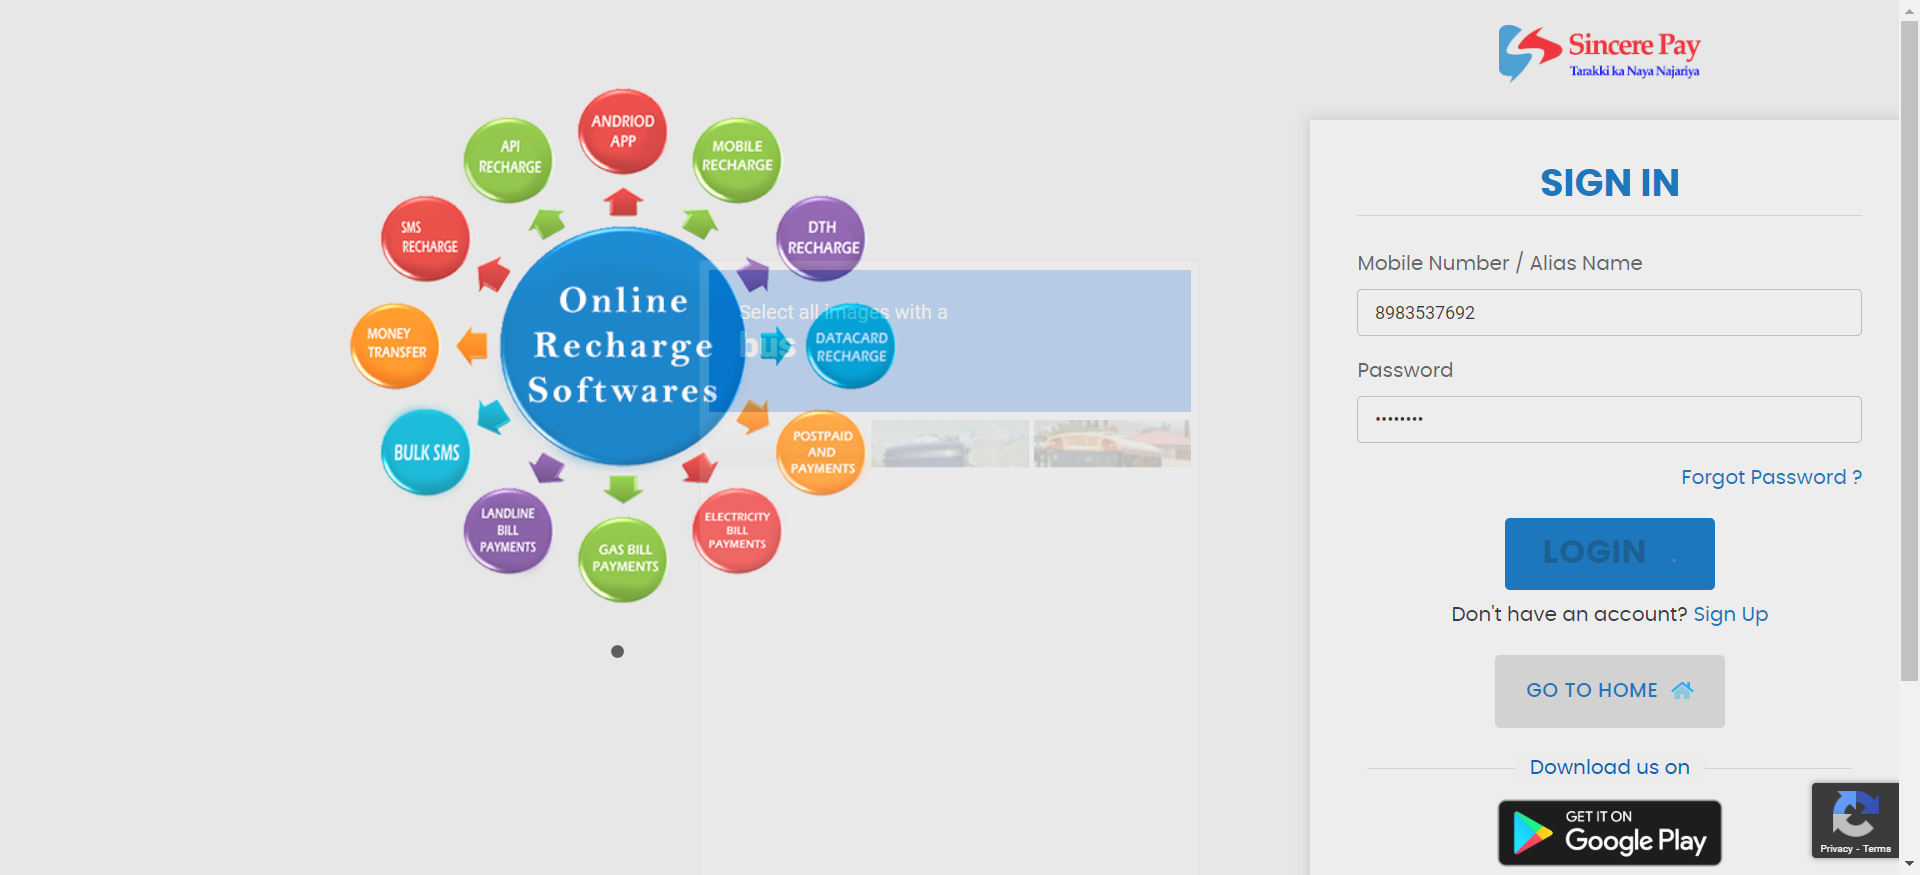 Sincere Pay
Tarakki ka Naya Najariya
ANDRIOD
APP
API
RECHARGE
MOBILE
RECHARGE
SMS
RECHARGE
DTH
RECHARGE
MONEY
TRANSFER
Online
Recharge
Softwares
DATACARD
RECHARGE
BULK SMS
POSTPAID
AND
PAYMENTS
LANDLINE
BILL
PAYMENTS
GAS BILL
PAYMENTS
ELECTRICITY
BILL
PAYMENTS
Select all images with a
bus
SIGN IN
Mobile Number / Alias Name
8983537692
Password
••••••••
Forgot Password ?
LOGIN
Don't have an account? Sign Up
GO TO HOME
Download us on
GET IT ON
Google Play
Privacy - Terms